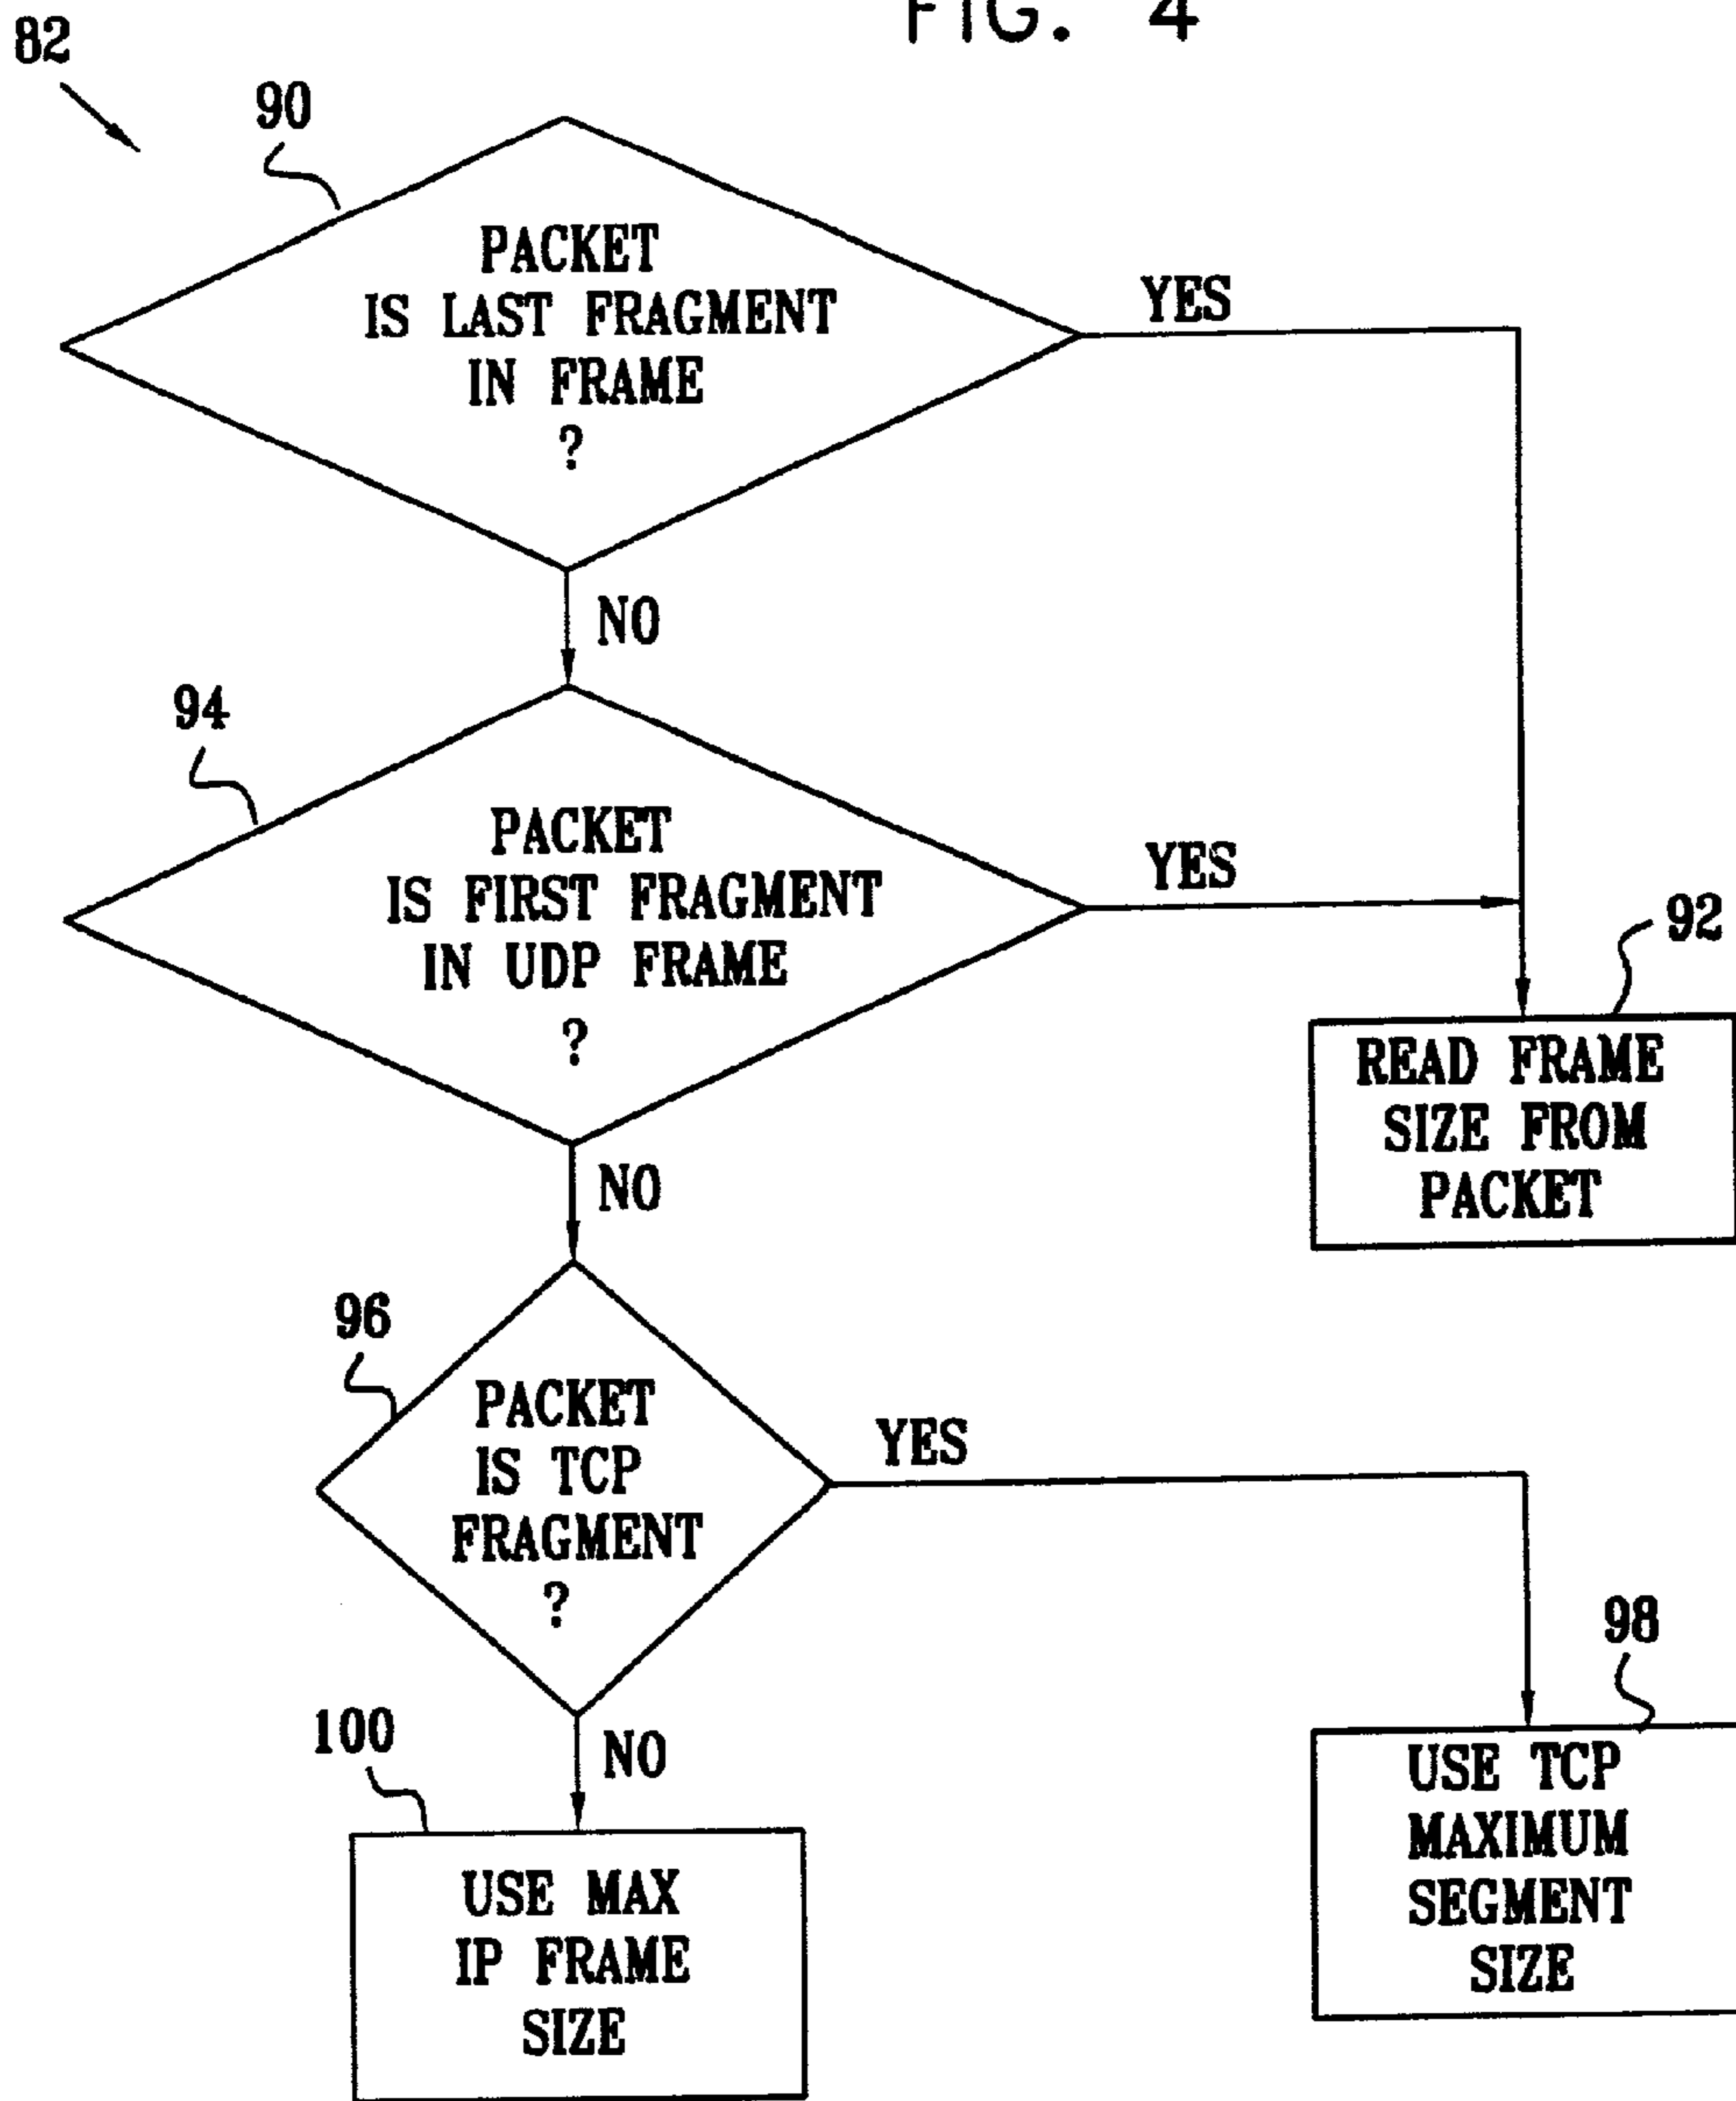 FIG. 4
82
90
PACKET
IS LAST FRAGMENT
IN FRAME
?
YES
NO
94
PACKET
IS FIRST FRAGMENT
IN UDP FRAME
?
YES
92
READ FRAME
SIZE FROM
PACKET
NO
96
PACKET
IS TCP
FRAGMENT
?
YES
98
USE TCP
MAXIMUM
SEGMENT
SIZE
NO
100
USE MAX
IP FRAME
SIZE